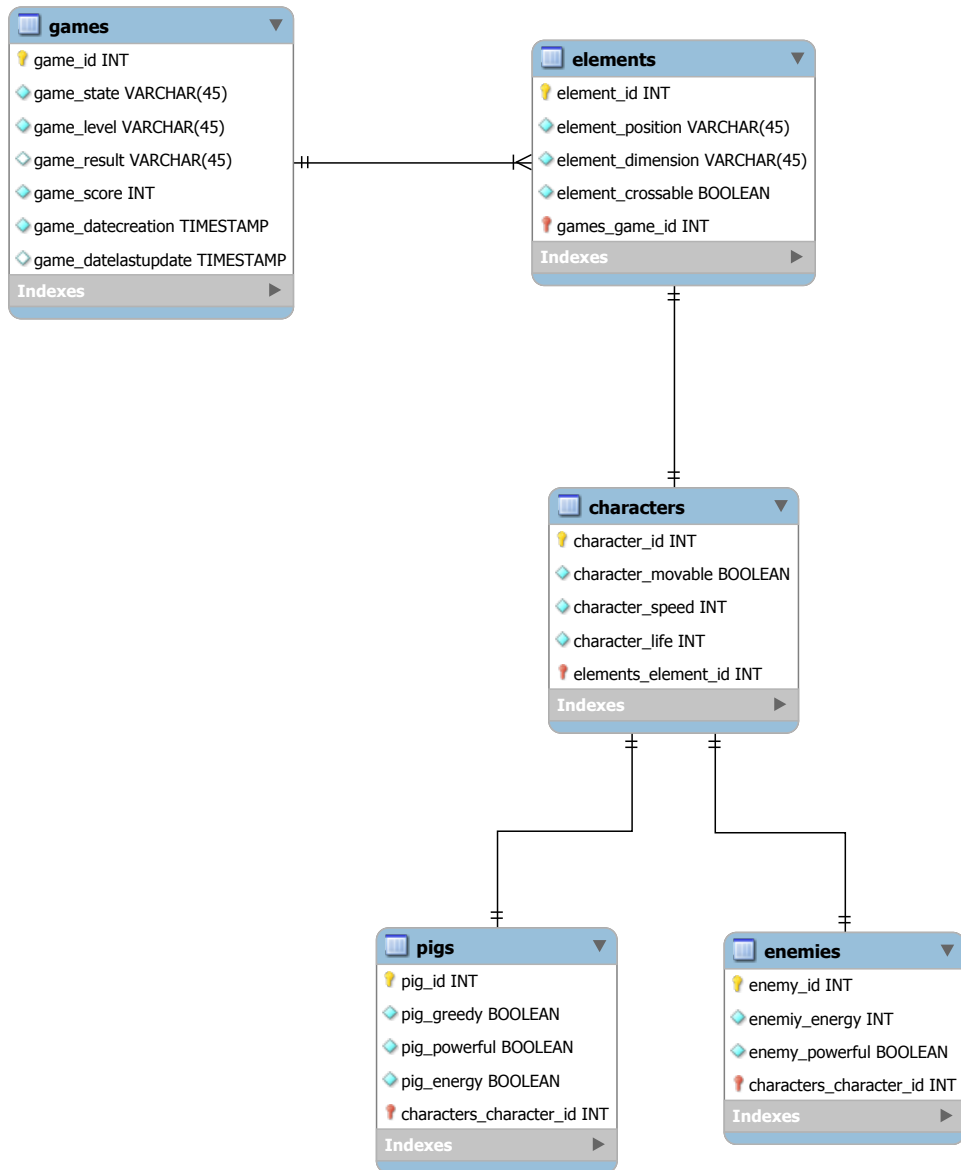 games
game_id INT
game_state VARCHAR(45)
game_level VARCHAR(45)
game_result VARCHAR(45)
game_score INT
game_datecreation TIMESTAMP
game_datelastupdate TIMESTAMP
Indexes
elements
element_id INT
element_position VARCHAR(45)
element_dimension VARCHAR(45)
element_crossable BOOLEAN
games_game_id INT
Indexes
characters
character_id INT
character_movable BOOLEAN
character_speed INT
character_life INT
elements_element_id INT
Indexes
pigs
pig_id INT
pig_greedy BOOLEAN
pig_powerful BOOLEAN
pig_energy BOOLEAN
characters_character_id INT
Indexes
enemies
enemy_id INT
enemiy_energy INT
enemy_powerful BOOLEAN
characters_character_id INT
Indexes